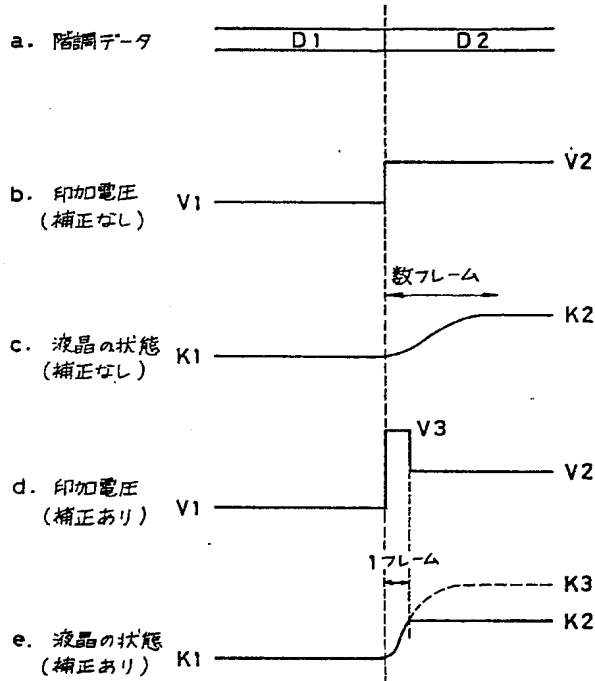 a. 階調データ D1 D2
b. 印加電圧 V1 V2
(補正なし)
数フレーム
c. 液晶の状態 K1 K2
(補正なし)
V3
d. 印加電圧 V1 V2
(補正あり)
1フレーム
K3
K2
e. 液晶の状態 K1
(補正あり)